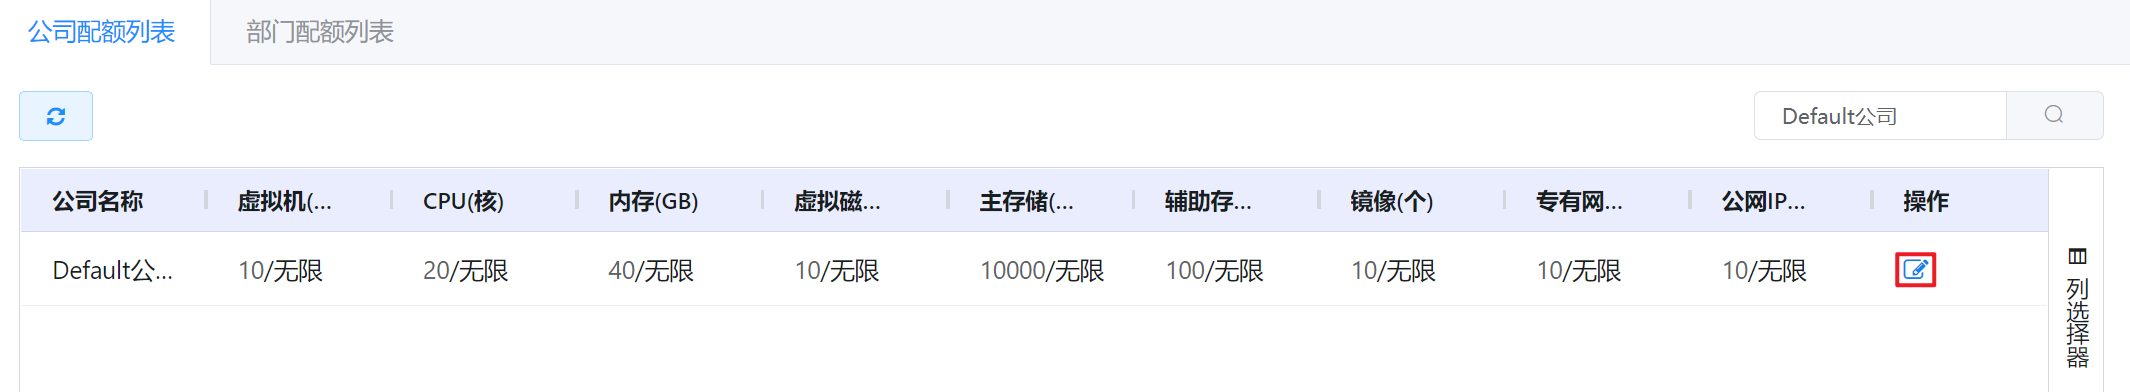 公司配额列表 部门配额列表
Default公司
公司名称 虚拟机(... CPU(核) 内存(GB) 虚拟磁... 主存储(... 辅助存... 镜像(个) 专有网... 公网IP... 操作
Default公... 10/无限 20/无限 40/无限 10/无限 10000/无限 100/无限 10/无限 10/无限 10/无限
列选择器